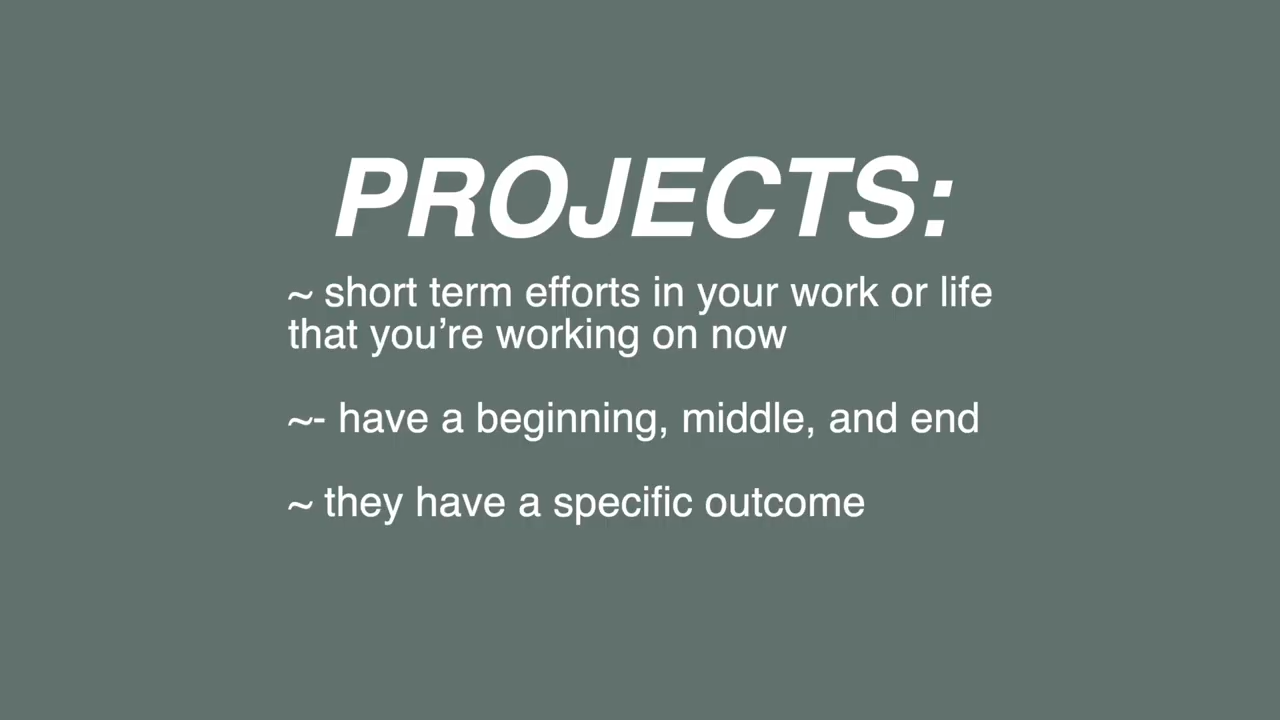 PROJECTS:
~ short term efforts in your work or life
that you’re working on now
~- have a beginning, middle, and end
~ they have a specific outcome